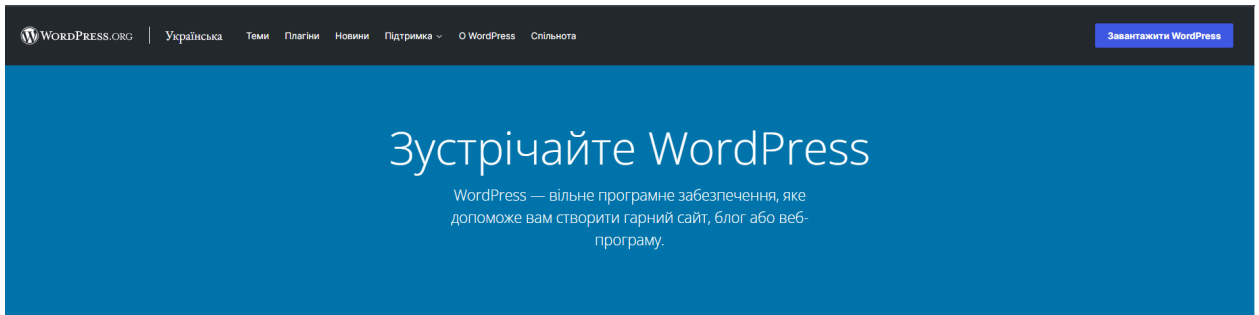 WORDPRESS.ORG Українська Теми Плагіни Новини Підтримка О WordPress Спільнота Завантажити WordPress
Зустрічайте WordPress
WordPress — вільне програмне забезпечення, яке
допоможе вам створити гарний сайт, блог або веб-
програму.